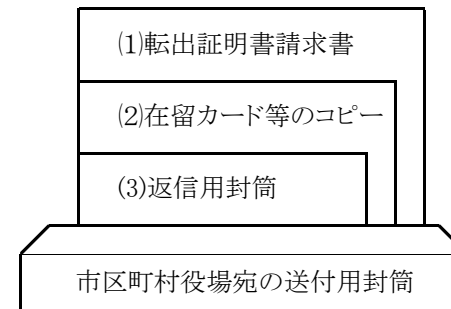 ⑴転出証明書請求書
⑵在留カード等のコピー
(3)返信用封筒
市区町村役場宛の送付用封筒